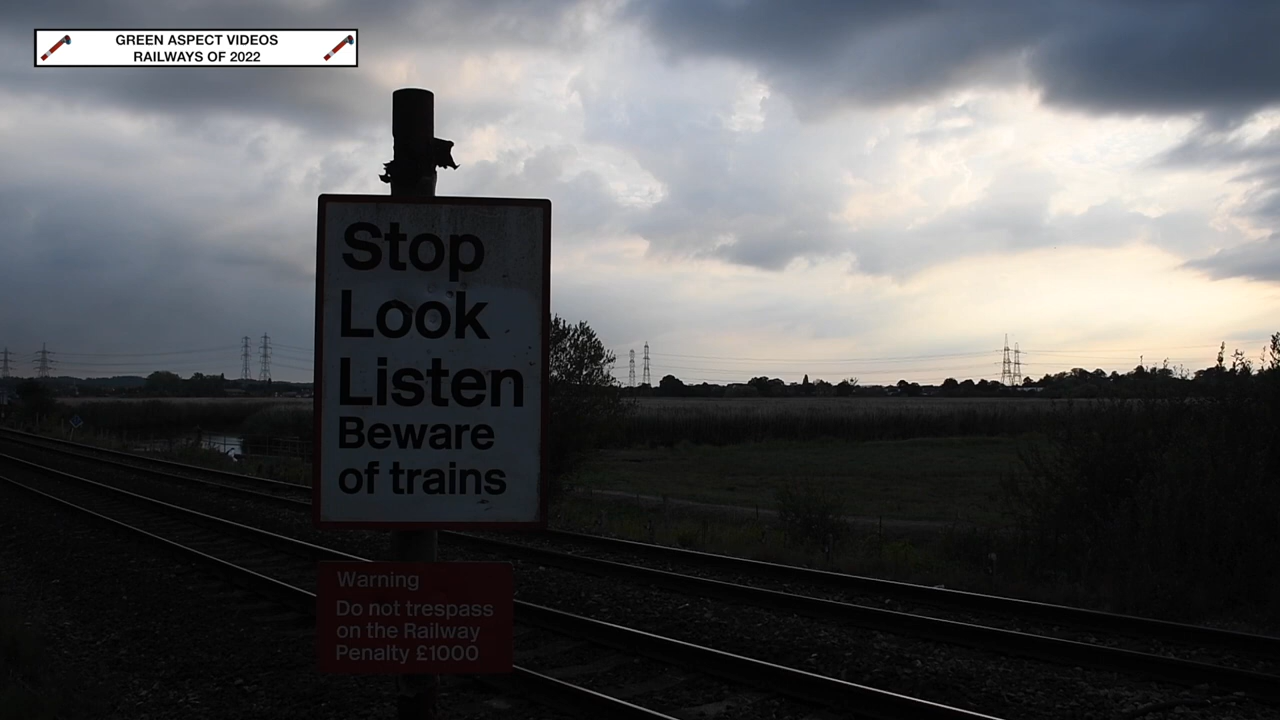 GREEN ASPECT VIDEOS
RAILWAYS OF 2022
Stop
Look
Listen
Beware
of trains
Warning
Do not trespass
on the Railway
Penalty £1000